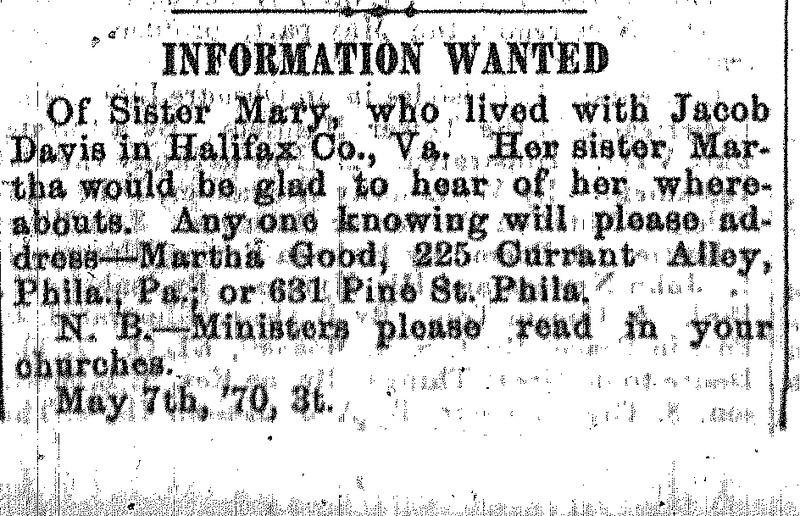 INFORMATION WANTED
Of Sister Mary, who lived with Jacob
Davis in Halifax Co., Va. Her sister Mar-
tha would be glad to hear of her where-
abouts. Any one knowing will please ad-
dress—Martha Good, 225 Currant Alley,
Phila., Pa.; or 631 Pine St. Phila.
N. B.—Ministers please read in your
churches.
May 7th, '70, 3t.